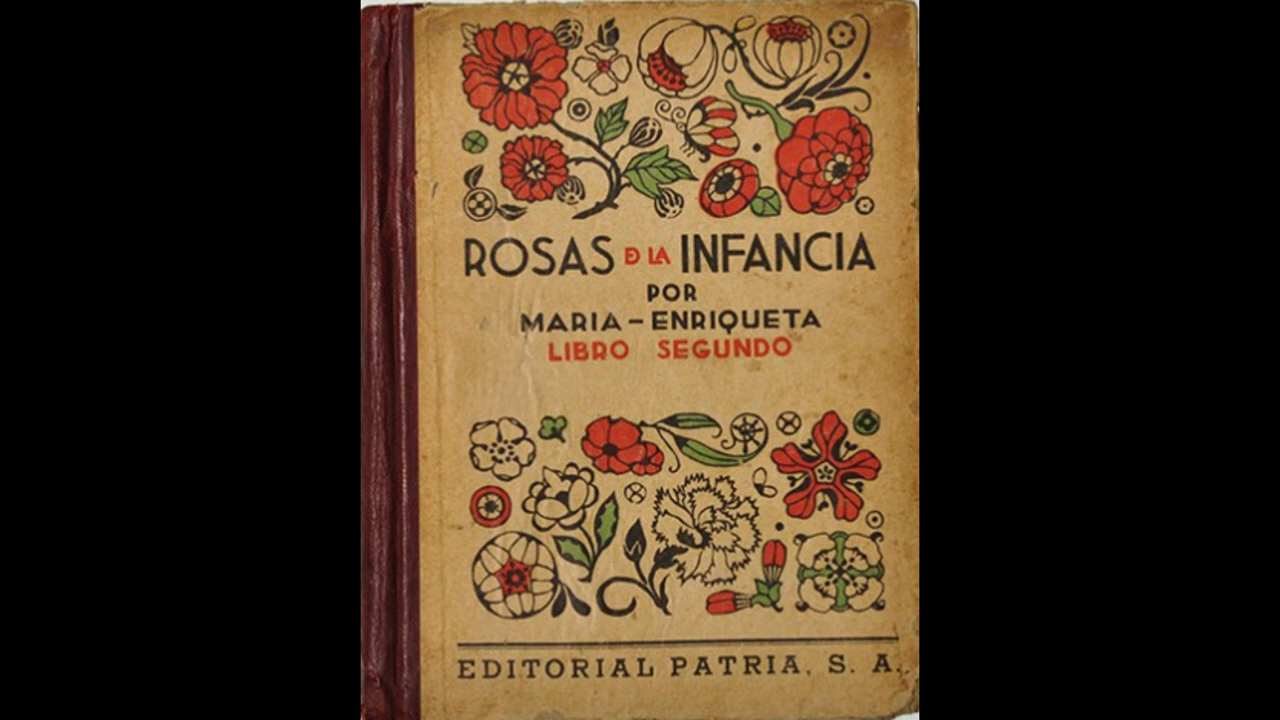 ROSAS DE LA INFANCIA
POR
MARIA-ENRIQUETA
LIBRO SEGUNDO
EDITORIAL PATRIA, S. A.